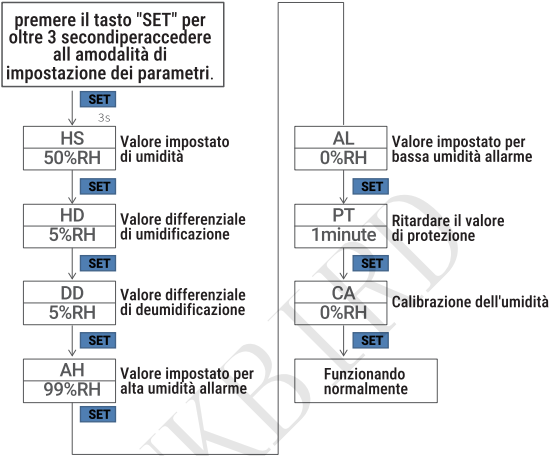 premere il tasto "SET" per
oltre 3 secondiperaccedere
all amodalità di
impostazione dei parametri.
SET
3s
HS
50%RH
Valore impostato
di umidità
SET
HD
5%RH
Valore differenziale
di umidificazione
SET
DD
5%RH
Valore differenziale
di deumidificazione
SET
AH
99%RH
Valore impostato per
alta umidità allarme
SET
AL
0%RH
Valore impostato per
bassa umidità allarme
SET
PT
1minute
Ritardare il valore
di protezione
SET
CA
0%RH
Calibrazione dell'umidità
SET
Funzionando
normalmente
NKBIRD